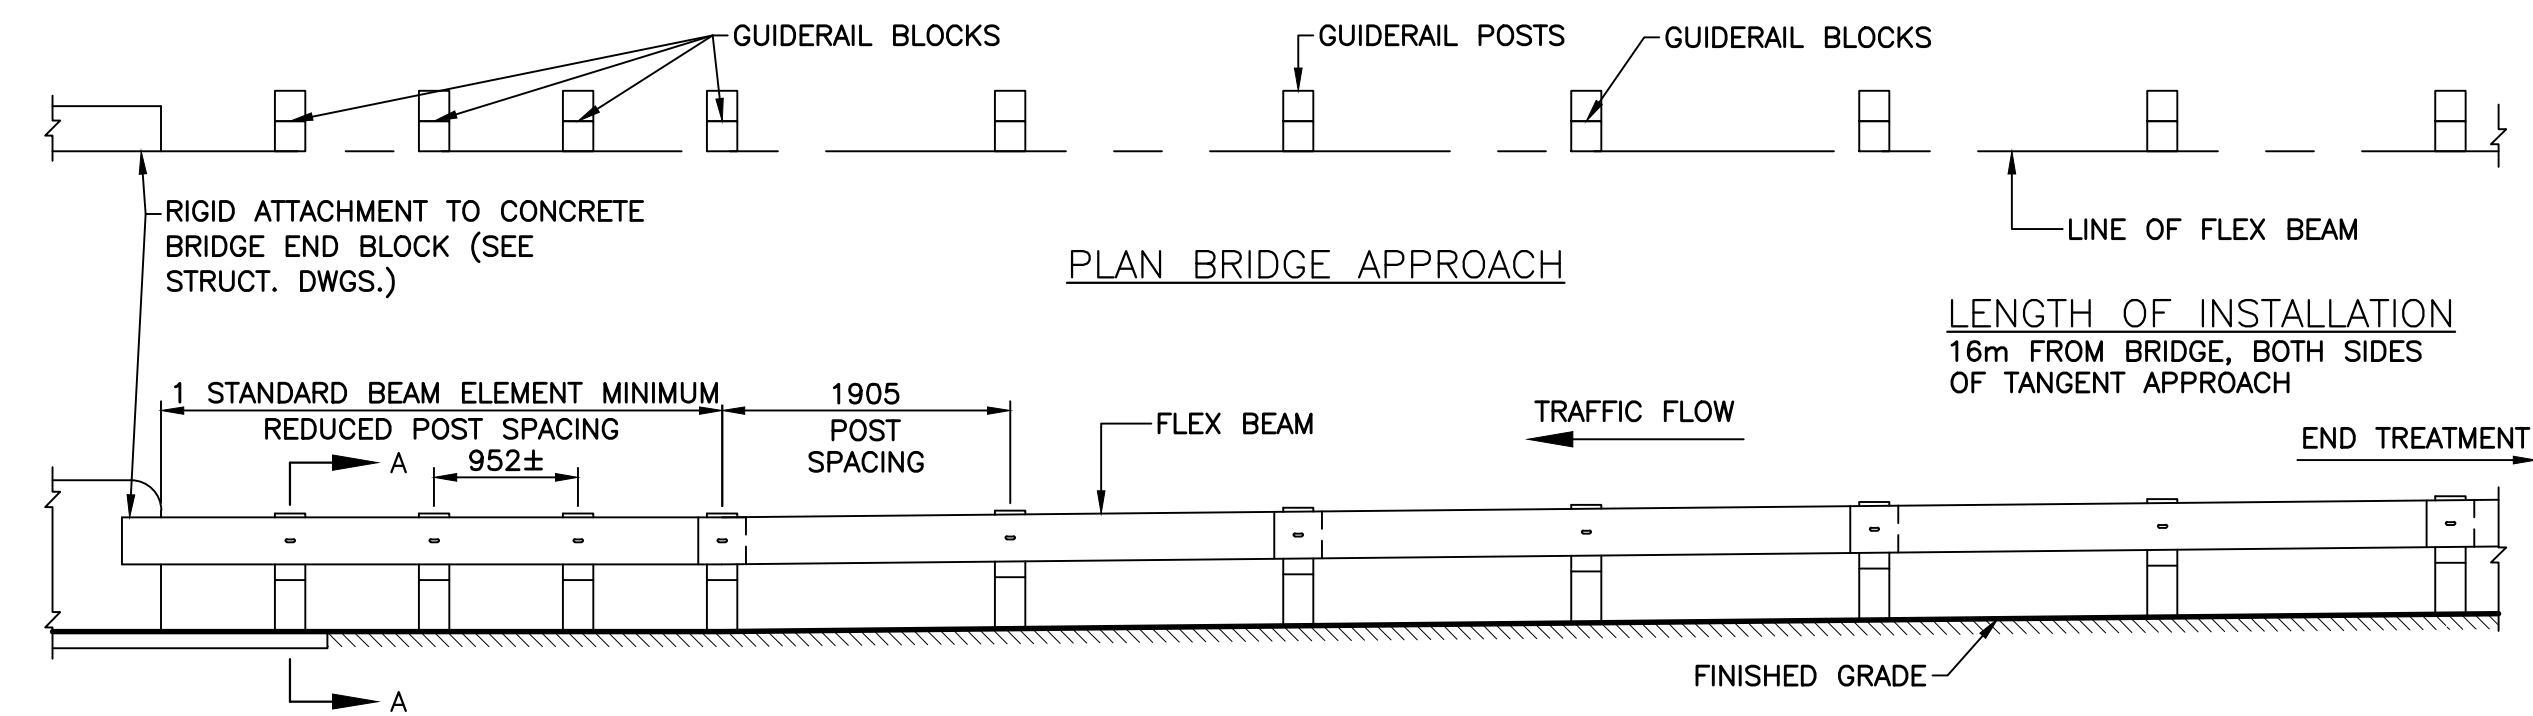 GUIDERAIL BLOCKS
GUIDERAIL POSTS
GUIDERAIL BLOCKS
RIGID ATTACHMENT TO CONCRETE
BRIDGE END BLOCK (SEE
STRUCT. DWGS.)
LINE OF FLEX BEAM
PLAN BRIDGE APPROACH
LENGTH OF INSTALLATION
16m FROM BRIDGE, BOTH SIDES
OF TANGENT APPROACH
1 STANDARD BEAM ELEMENT MINIMUM
REDUCED POST SPACING
952±
1905
POST
SPACING
FLEX BEAM
TRAFFIC FLOW
END TREATMENT
A
FINISHED GRADE
A